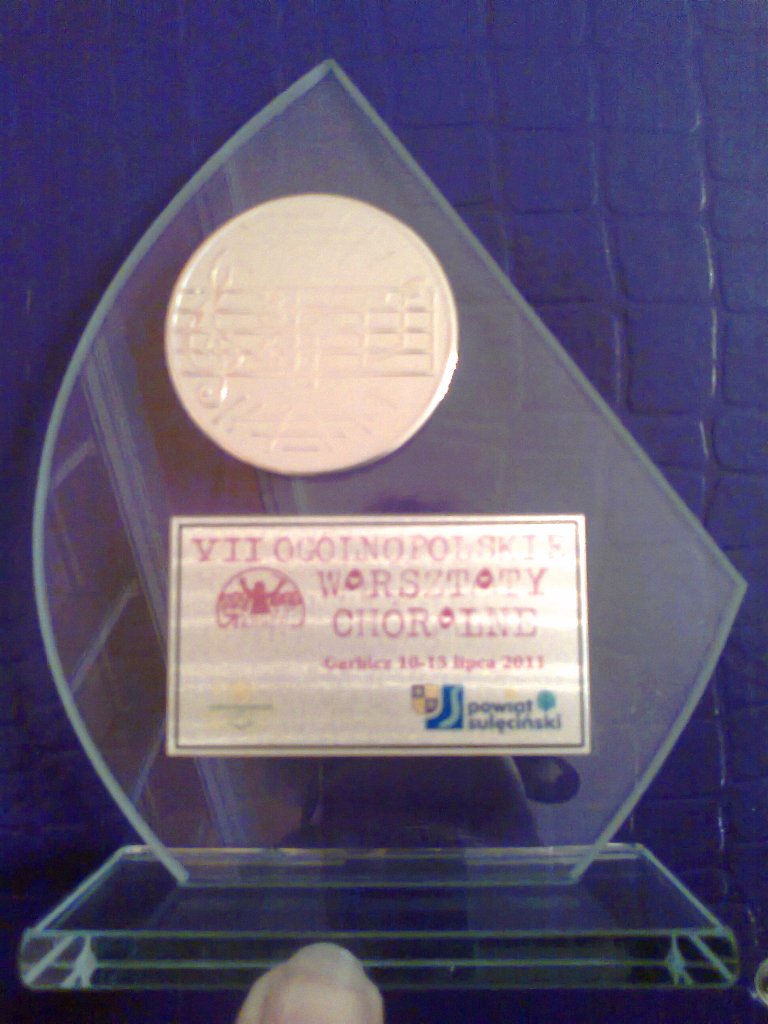 VII OGÓLNOPOLSKIE
WARSZTATY
CHÓRALNE
Garbicz 10-15 lipca 2011
powiat
sulęciński